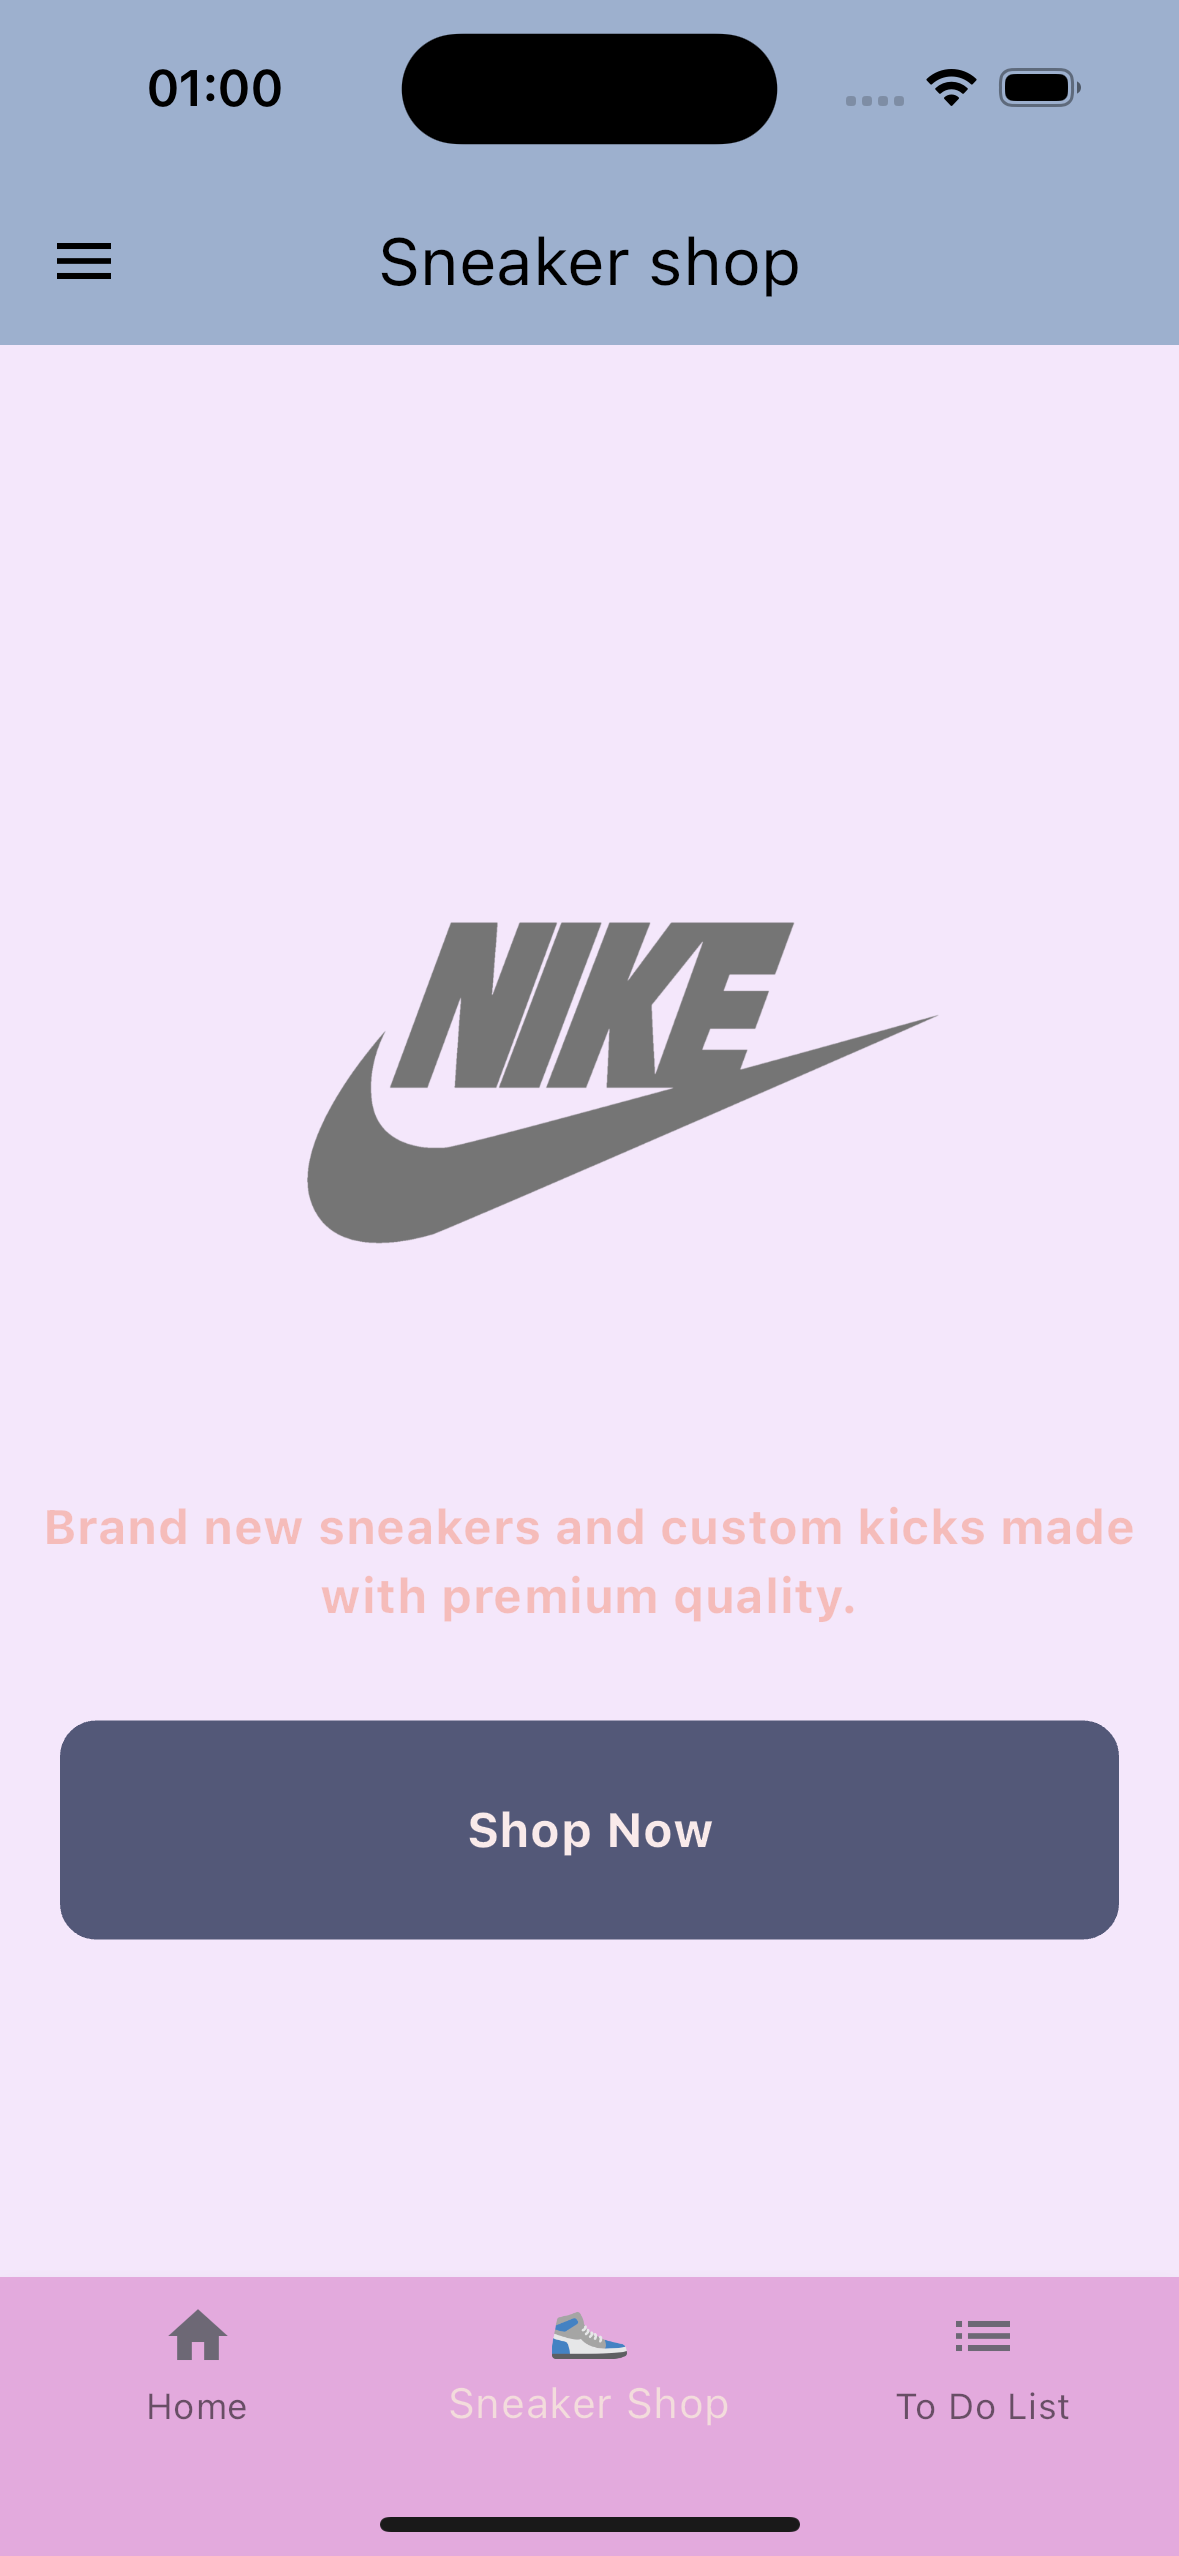 01:00
Sneaker shop
NIKE
Brand new sneakers and custom kicks made
with premium quality.
Shop Now
Home
Sneaker Shop
To Do List